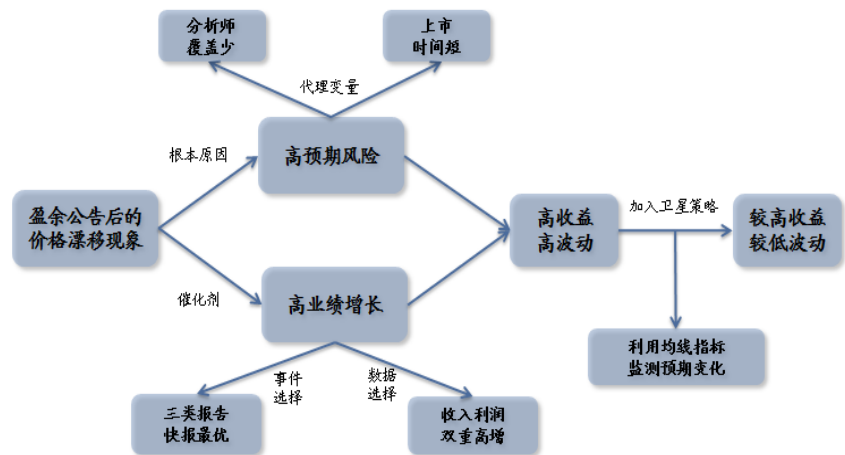 分析师
覆盖少
上市
时间短
代理变量
根本原因
高预期风险
盈余公告后的
价格漂移现象
高收益
高波动
加入卫星策略
较高收益
较低波动
催化剂
高业绩增长
利用均线指标
监测预期变化
事件
选择
数据
选择
三类报告
快报最优
收入利润
双重高增